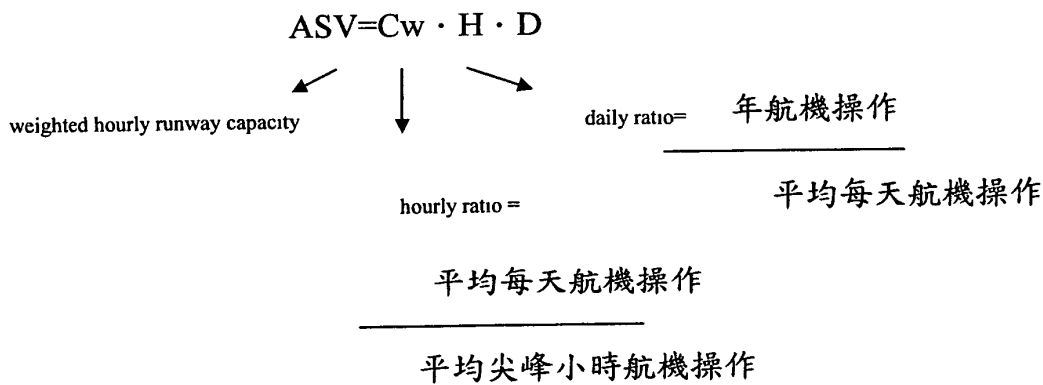 ASV=Cw · H · D
weighted hourly runway capacity
daily ratio=
年航機操作
平均每天航機操作
hourly ratio =
平均每天航機操作
平均尖峰小時航機操作